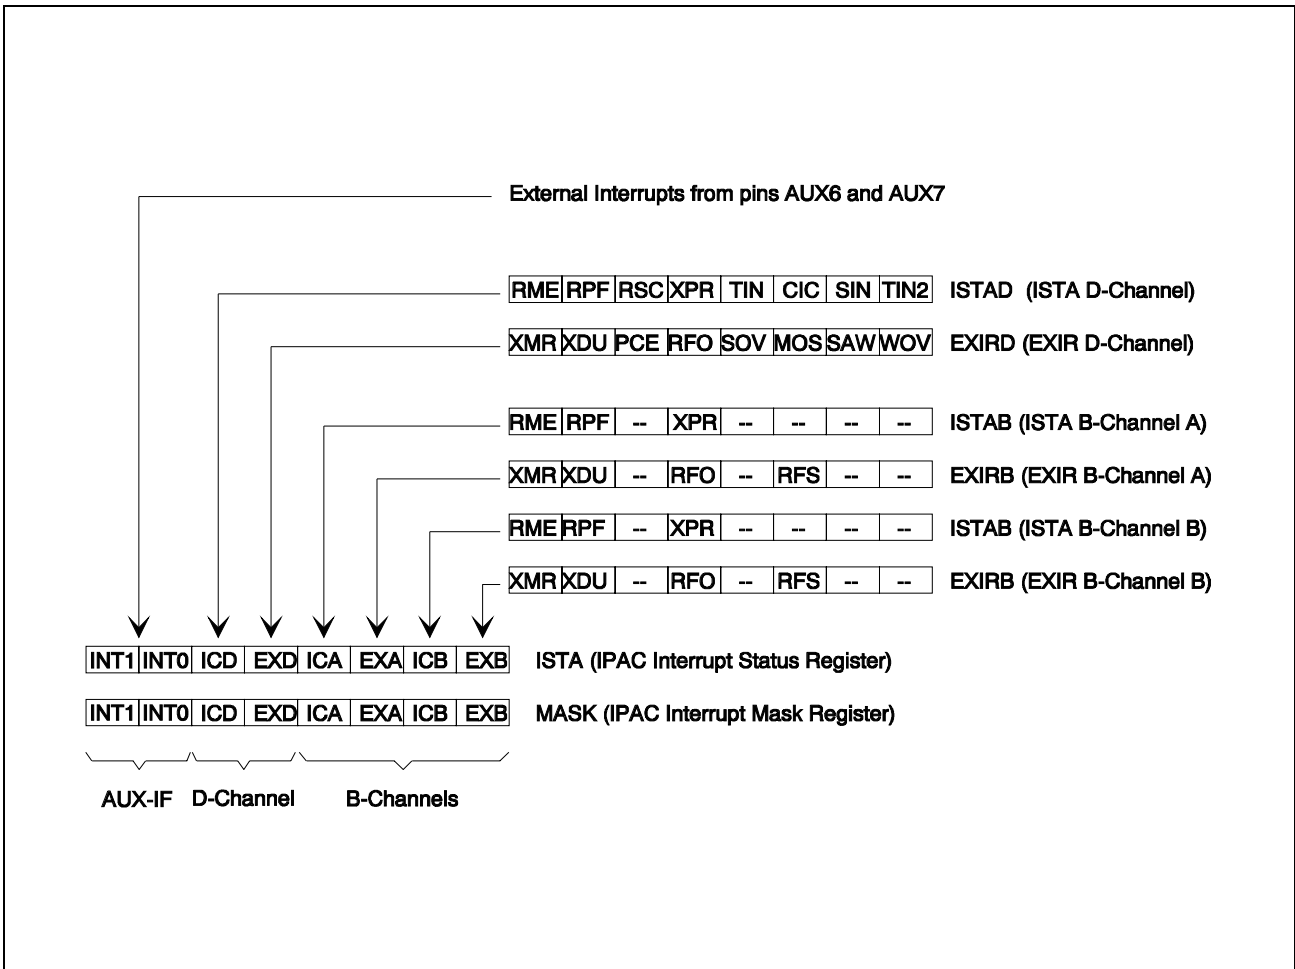 External Interrupts from pins AUX6 and AUX7
RME RPF RSC XPR TIN CIC SIN TIN2 ISTAD (ISTA D-Channel)
XMR XDU PCE RFO SOV MOS SAW WOV EXIRD (EXIR D-Channel)
RME RPF -- XPR -- -- -- -- ISTAB (ISTA B-Channel A)
XMR XDU -- RFO -- RFS -- -- EXIRB (EXIR B-Channel A)
RME RPF -- XPR -- -- -- -- ISTAB (ISTA B-Channel B)
XMR XDU -- RFO -- RFS -- -- EXIRB (EXIR B-Channel B)
INT1 INT0 ICD EXD ICA EXA ICB EXB ISTA (IPAC Interrupt Status Register)
INT1 INT0 ICD EXD ICA EXA ICB EXB MASK (IPAC Interrupt Mask Register)
AUX-IF D-Channel B-Channels